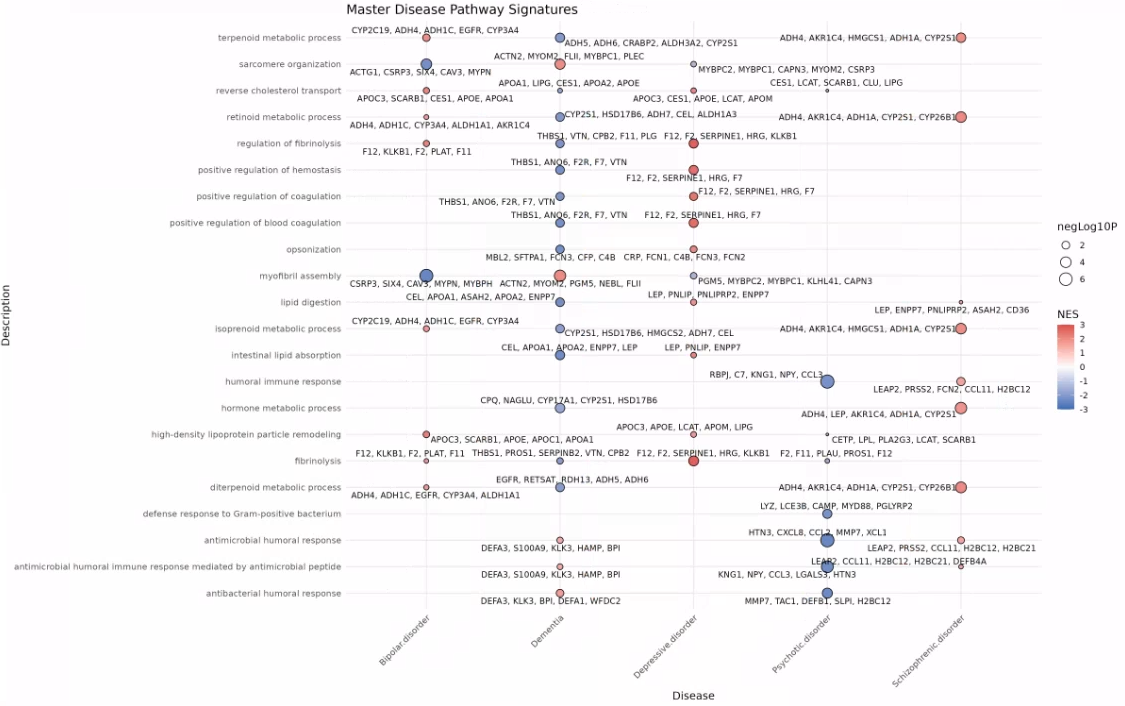 Master Disease Pathway Signatures
Description
terpenoid metabolic process
CYP2C19, ADH4, ADH1C, EGFR, CYP3A4
ADH5, ADH6, CRABP2, ALDH3A2, CYP2S1
ADH4, AKR1C4, HMGCS1, ADH1A, CYP2S1
sarcomere organization
ACTG1, CSRP3, SIX4, CAV3, MYPN
ACTN2, MYOM2, FLII, MYBPC1, PLEC
MYBPC2, MYBPC1, CAPN3, MYOM2, CSRP3
reverse cholesterol transport
APOC3, SCARB1, CES1, APOE, APOA1
APOA1, LIPG, CES1, APOA2, APOE
APOC3, CES1, APOE, LCAT, APOM
CES1, LCAT, SCARB1, CLU, LIPG
retinoid metabolic process
ADH4, ADH1C, CYP3A4, ALDH1A1, AKR1C4
CYP2S1, HSD17B6, ADH7, CEL, ALDH1A3
ADH4, AKR1C4, ADH1A, CYP2S1, CYP26B1
regulation of fibrinolysis
F12, KLKB1, F2, PLAT, F11
THBS1, VTN, CPB2, F11, PLG
F12, F2, SERPINE1, HRG, KLKB1
positive regulation of hemostasis
THBS1, ANO6, F2R, F7, VTN
F12, F2, SERPINE1, HRG, F7
positive regulation of coagulation
THBS1, ANO6, F2R, F7, VTN
F12, F2, SERPINE1, HRG, F7
positive regulation of blood coagulation
THBS1, ANO6, F2R, F7, VTN
F12, F2, SERPINE1, HRG, F7
opsonization
MBL2, SFTPA1, FCN3, CFP, C4B
CRP, FCN1, C4B, FCN3, FCN2
myofibril assembly
CSRP3, SIX4, CAV3, MYPN, MYBPH
ACTN2, MYOM2, PGM5, NEBL, FLII
PGM5, MYBPC2, MYBPC1, KLHL41, CAPN3
lipid digestion
CEL, APOA1, ASAH2, APOA2, ENPP7
LEP, PNLIP, PNLIPRP2, ENPP7
LEP, ENPP7, PNLIPRP2, ASAH2, CD36
isoprenoid metabolic process
CYP2C19, ADH4, ADH1C, EGFR, CYP3A4
CYP2S1, HSD17B6, HMGCS2, ADH7, CEL
ADH4, AKR1C4, HMGCS1, ADH1A, CYP2S1
intestinal lipid absorption
CEL, APOA1, APOA2, ENPP7, LEP
LEP, PNLIP, ENPP7
humoral immune response
RBPJ, C7, KNG1, NPY, CCL3
LEAP2, PRSS2, FCN2, CCL11, H2BC12
hormone metabolic process
CPQ, NAGLU, CYP17A1, CYP2S1, HSD17B6
ADH4, LEP, AKR1C4, ADH1A, CYP2S1
high-density lipoprotein particle remodeling
APOC3, SCARB1, APOE, APOC1, APOA1
APOC3, APOE, LCAT, APOM, LIPG
CETP, LPL, PLA2G3, LCAT, SCARB1
fibrinolysis
F12, KLKB1, F2, PLAT, F11
THBS1, PROS1, SERPINB2, VTN, CPB2
F12, F2, SERPINE1, HRG, KLKB1
F2, F11, PLAU, PROS1, F12
diterpenoid metabolic process
ADH4, ADH1C, EGFR, CYP3A4, ALDH1A1
EGFR, RETSAT, RDH13, ADH5, ADH6
ADH4, AKR1C4, ADH1A, CYP2S1, CYP26B1
defense response to Gram-positive bacterium
LYZ, LCE3B, CAMP, MYD88, PGLYRP2
antimicrobial humoral response
DEFA3, S100A9, KLK3, HAMP, BPI
HTN3, CXCL8, CCL2, MMP7, XCL1
LEAP2, PRSS2, CCL11, H2BC12, H2BC21
antimicrobial humoral immune response mediated by antimicrobial peptide
DEFA3, S100A9, KLK3, HAMP, BPI
KNG1, NPY, CCL3, LGALS3, HTN3
LEAP2, CCL11, H2BC12, H2BC21, DEFB4A
antibacterial humoral response
DEFA3, KLK3, BPI, DEFA1, WFDC2
MMP7, TAC1, DEFB1, SLPI, H2BC12
Bipolar.disorder
Dementia
Depressive.disorder
Psychotic.disorder
Schizophrenic.disorder
Disease
negLog10P
2
4
6
NES
3
2
1
0
-1
-2
-3